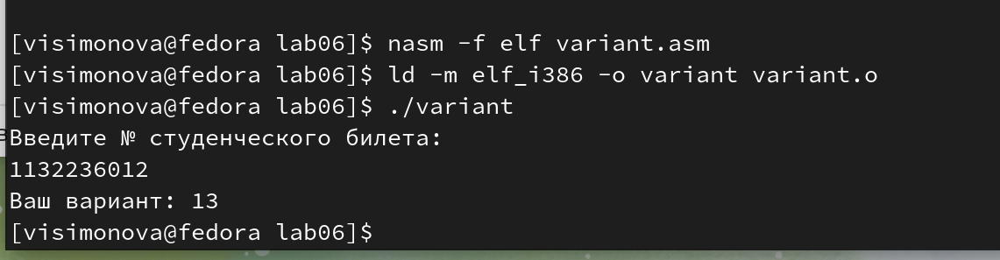 [visimonova@fedora lab06]$ nasm -f elf variant.asm
[visimonova@fedora lab06]$ ld -m elf_i386 -o variant variant.o
[visimonova@fedora lab06]$ ./variant
Введите № студенческого билета:
1132236012
Ваш вариант: 13
[visimonova@fedora lab06]$